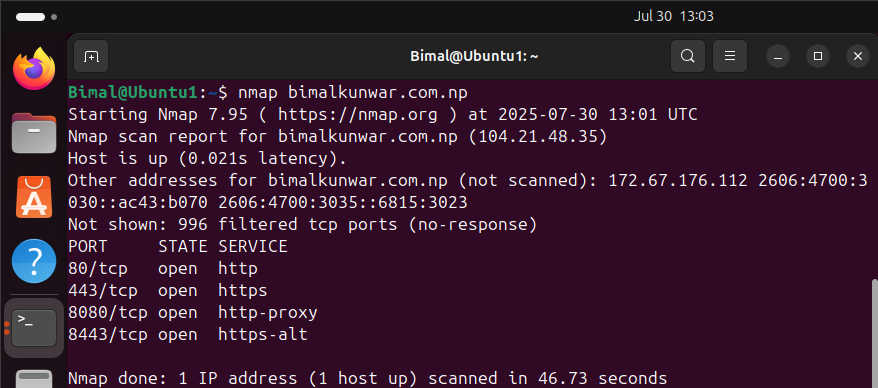 Jul 30 13:03
Bimal@Ubuntu1: ~
Bimal@Ubuntu1:~$ nmap bimalkunwar.com.np
Starting Nmap 7.95 ( https://nmap.org ) at 2025-07-30 13:01 UTC
Nmap scan report for bimalkunwar.com.np (104.21.48.35)
Host is up (0.021s latency).
Other addresses for bimalkunwar.com.np (not scanned): 172.67.176.112 2606:4700:3
030::ac43:b070 2606:4700:3035::6815:3023
Not shown: 996 filtered tcp ports (no-response)
PORT     STATE SERVICE
80/tcp   open  http
443/tcp  open  https
8080/tcp open  http-proxy
8443/tcp open  https-alt
Nmap done: 1 IP address (1 host up) scanned in 46.73 seconds